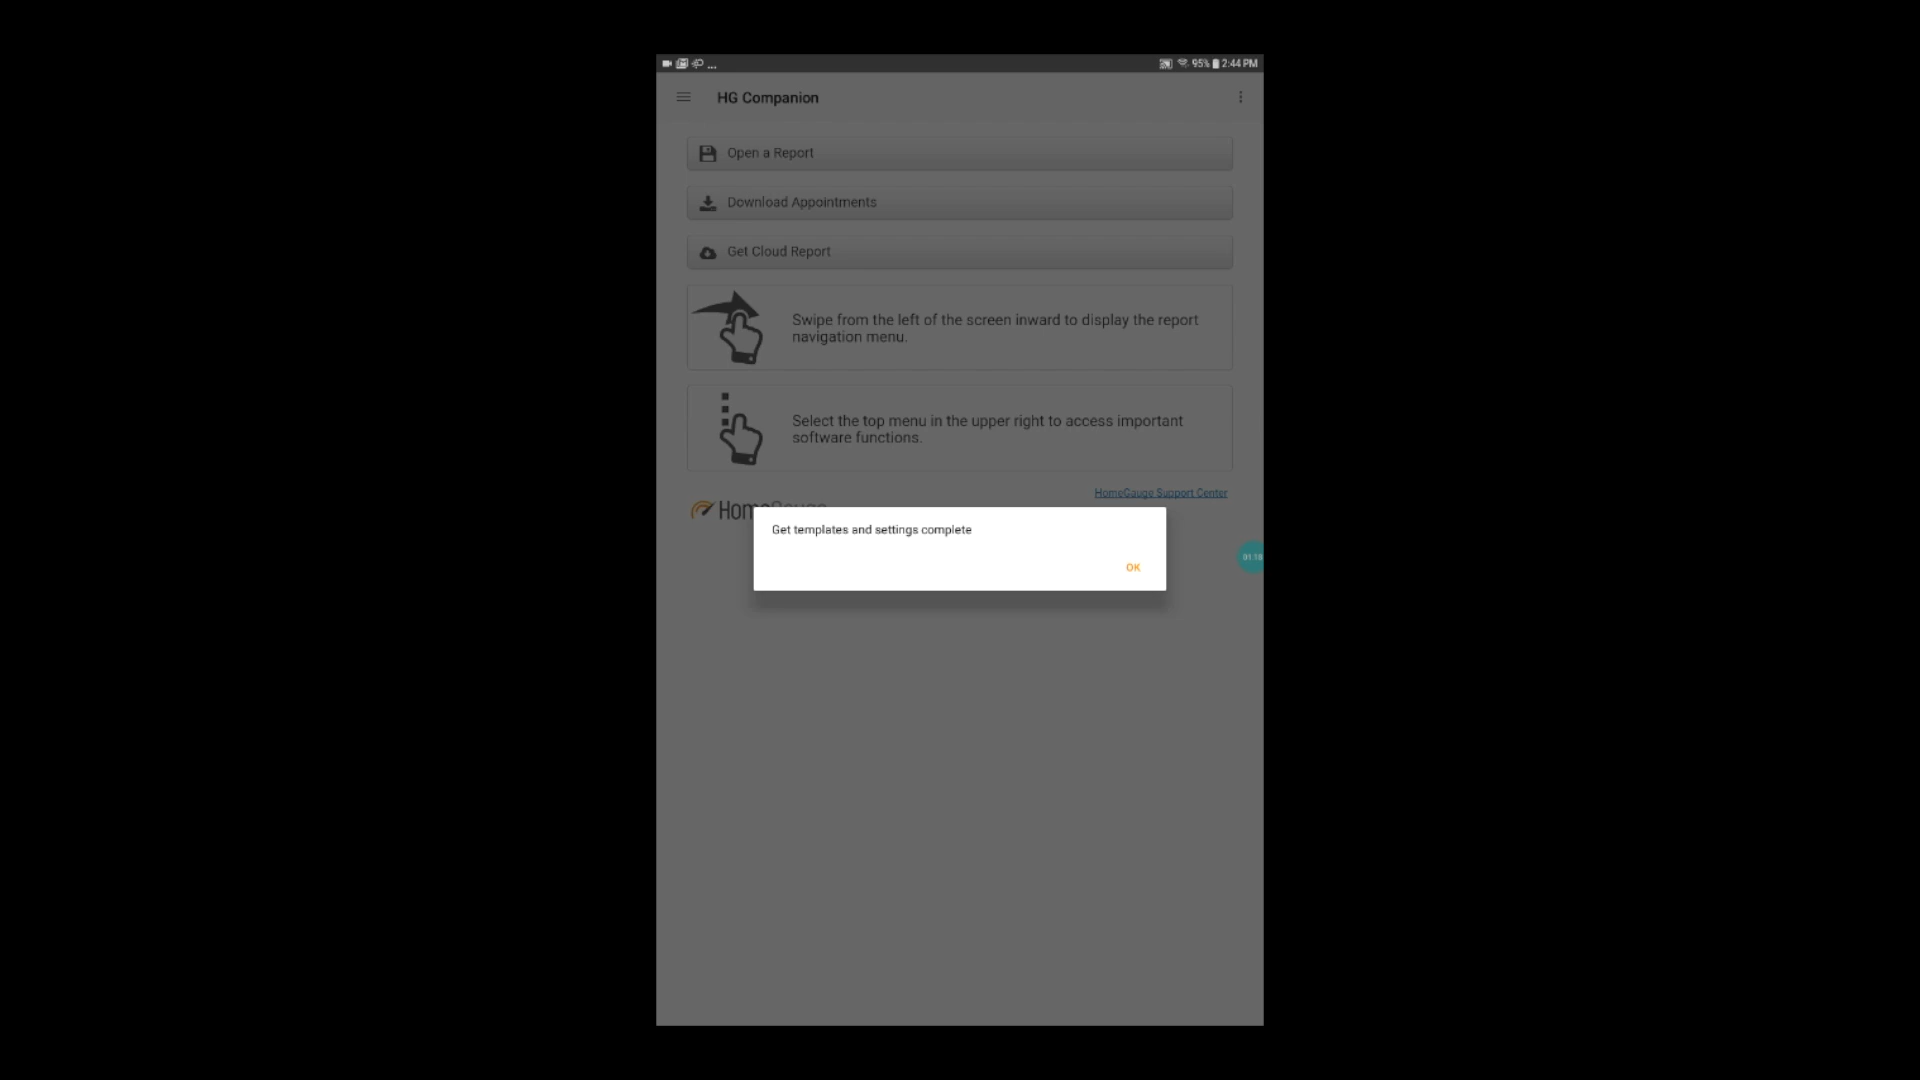 95% 2:44 PM
HG Companion
Open a Report
Download Appointments
Get Cloud Report
Swipe from the left of the screen inward to display the report
navigation menu.
Select the top menu in the upper right to access important
software functions.
HomeGauge Support Center
HomeGauge
Get templates and settings complete
OK